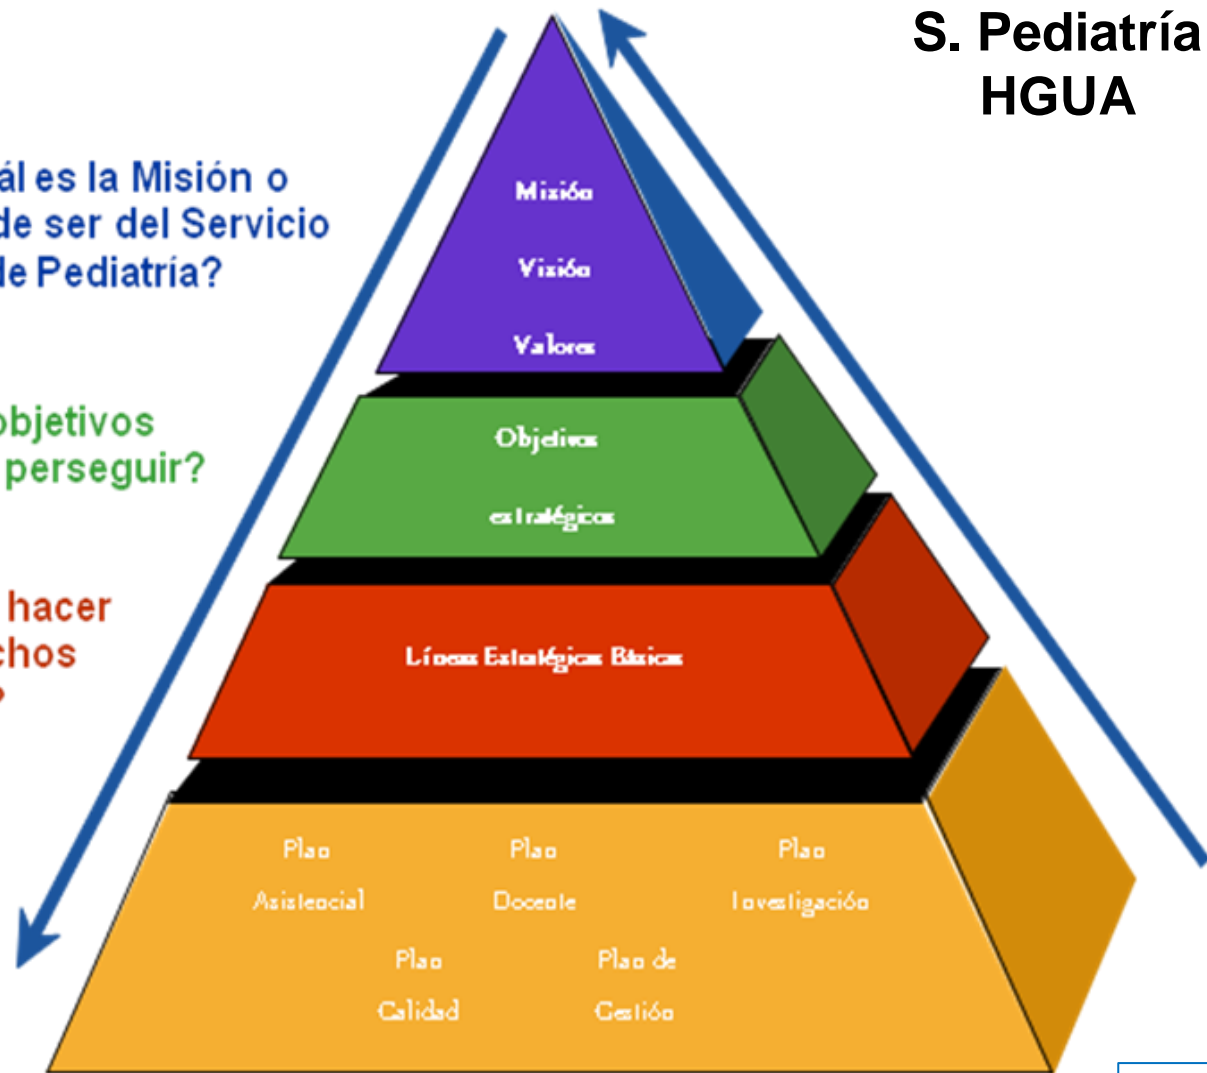 S. Pediatría
HGUA
ál es la Misión o
de ser del Servicio
de Pediatría?
objetivos
perseguir?
hacer
chos
?
Misión
Visión
Valores
Objetivos
estratégicos
Líneas Estratégicas Básicas
Plan Plan Plan
Asistencial Docente Investigación
Plan Plan de
Calidad Gestión